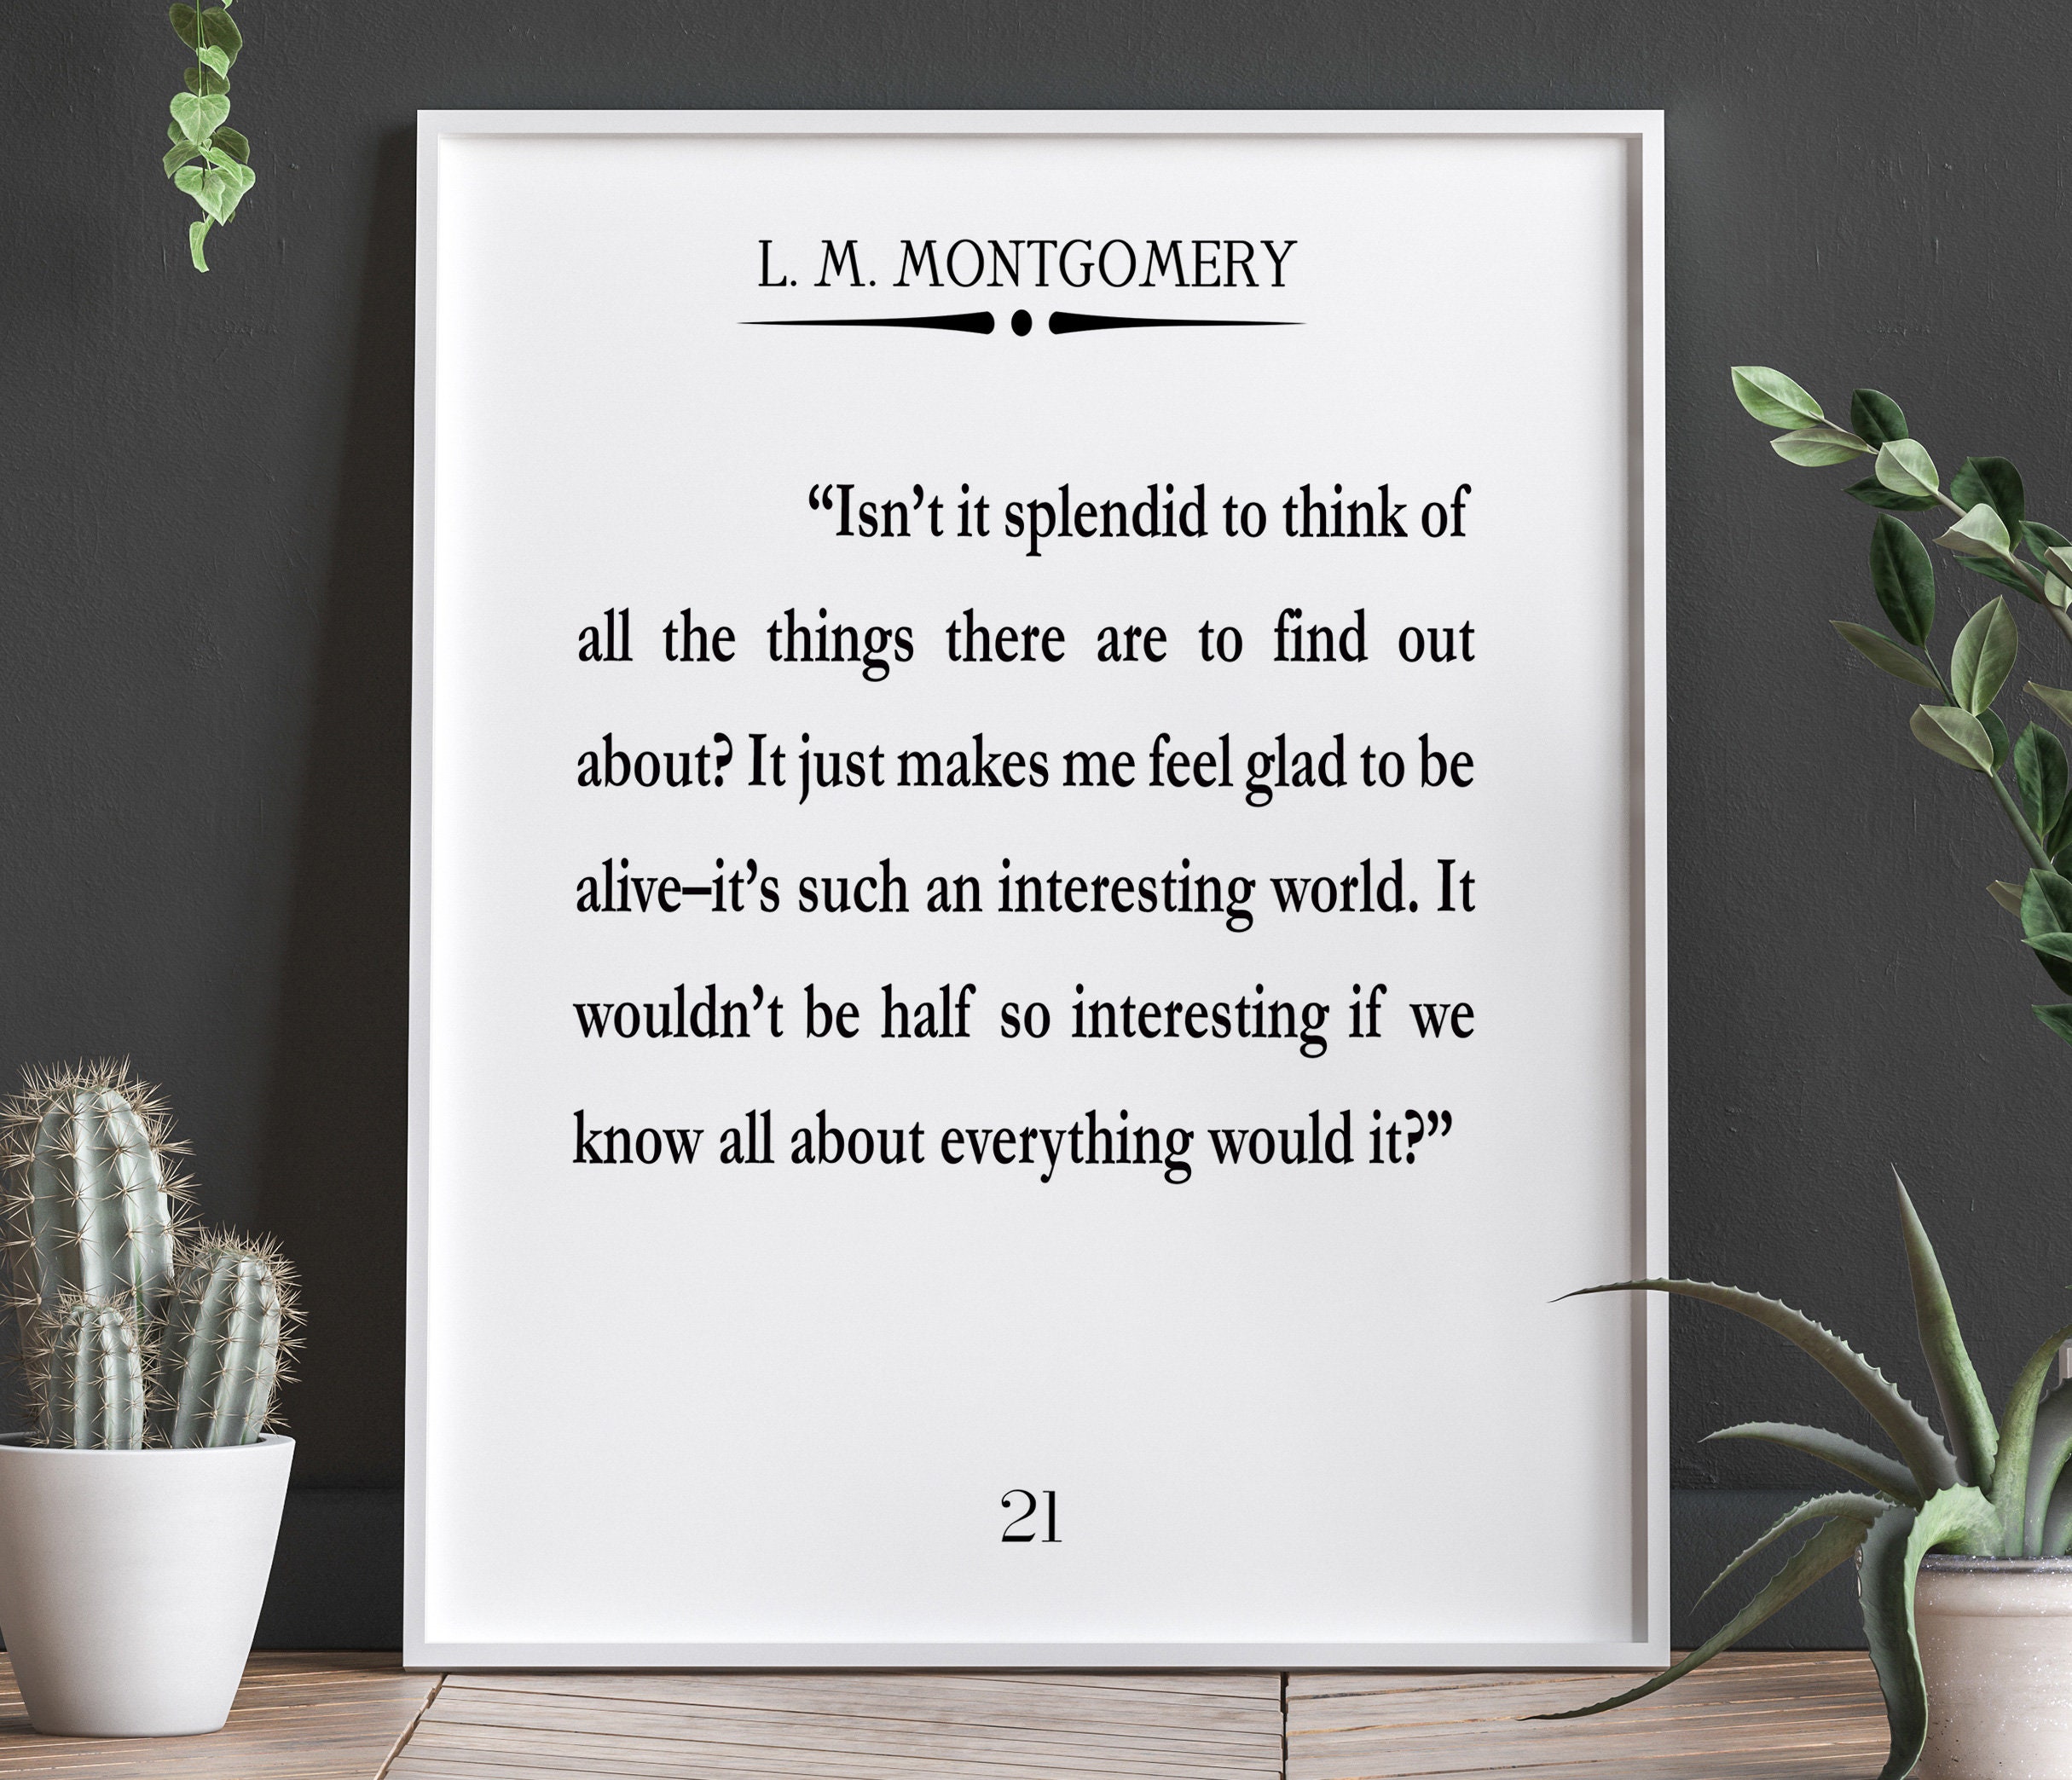 L. M. MONTGOMERY
“Isn’t it splendid to think of
all the things there are to find out
about? It just makes me feel glad to be
alive–it’s such an interesting world. It
wouldn’t be half so interesting if we
know all about everything would it?”
21